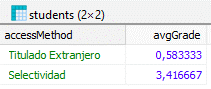 students (2×2)
accessMethod avgGrade
Titulado Extranjero 0,583333
Selectividad 3,416667